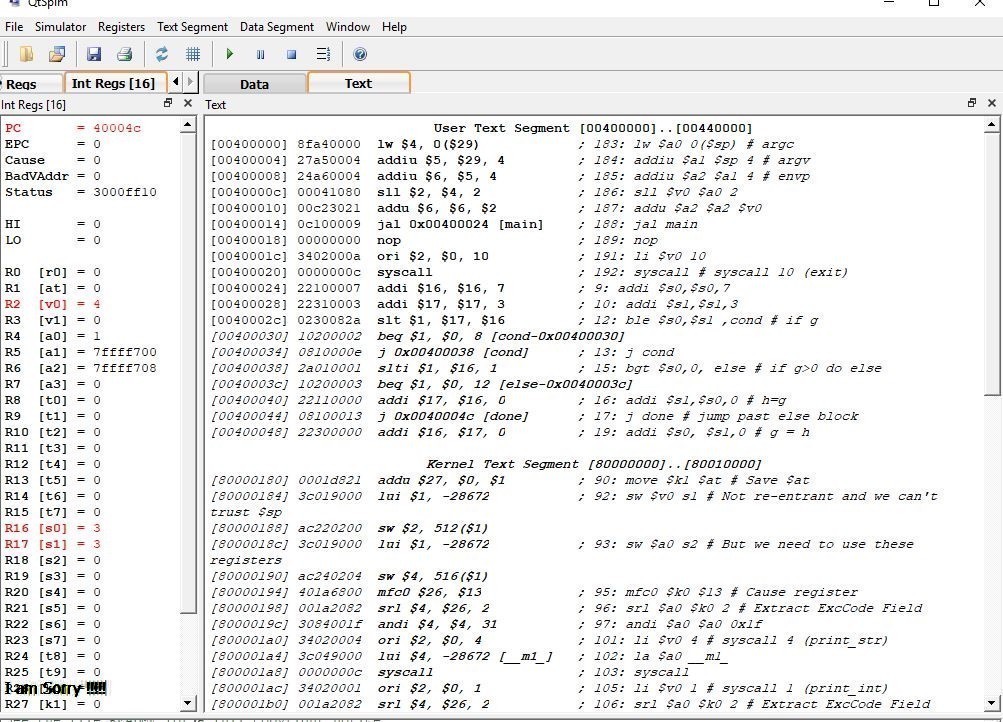 QtSpim
File Simulator Registers Text Segment Data Segment Window Help
Regs Int Regs [16] Data Text
Int Regs [16] Text
PC = 40004c
EPC = 0
Cause = 0
BadVAddr = 0
Status = 3000ff10
HI = 0
LO = 0
R0 [r0] = 0
R1 [at] = 0
R2 [v0] = 4
R3 [v1] = 0
R4 [a0] = 1
R5 [a1] = 7ffff700
R6 [a2] = 7ffff708
R7 [a3] = 0
R8 [t0] = 0
R9 [t1] = 0
R10 [t2] = 0
R11 [t3] = 0
R12 [t4] = 0
R13 [t5] = 0
R14 [t6] = 0
R15 [t7] = 0
R16 [s0] = 3
R17 [s1] = 3
R18 [s2] = 0
R19 [s3] = 0
R20 [s4] = 0
R21 [s5] = 0
R22 [s6] = 0
R23 [s7] = 0
R24 [t8] = 0
R25 [t9] = 0
I am Sorry !!!!!
R27 [k1] = 0
User Text Segment [00400000]..[00440000]
[00400000] 8fa40000 lw $4, 0($29) ; 183: lw $a0 0($sp) # argc
[00400004] 27a50004 addiu $5, $29, 4 ; 184: addiu $a1 $sp 4 # argv
[00400008] 24a60004 addiu $6, $5, 4 ; 185: addiu $a2 $a1 4 # envp
[0040000c] 00041080 sll $2, $4, 2 ; 186: sll $v0 $a0 2
[00400010] 00c23021 addu $6, $6, $2 ; 187: addu $a2 $a2 $v0
[00400014] 0c100009 jal 0x00400024 [main] ; 188: jal main
[00400018] 00000000 nop ; 189: nop
[0040001c] 3402000a ori $2, $0, 10 ; 191: li $v0 10
[00400020] 0000000c syscall ; 192: syscall # syscall 10 (exit)
[00400024] 22100007 addi $16, $16, 7 ; 9: addi $s0,$s0,7
[00400028] 22310003 addi $17, $17, 3 ; 10: addi $s1,$s1,3
[0040002c] 0230082a slt $1, $17, $16 ; 12: ble $s0,$s1 ,cond # if g
[00400030] 10200002 beq $1, $0, 8 [cond-0x00400030]
[00400034] 0810000e j 0x00400038 [cond] ; 13: j cond
[00400038] 2a010001 slti $1, $16, 1 ; 15: bgt $s0,0, else # if g>0 do else
[0040003c] 10200003 beq $1, $0, 12 [else-0x0040003c]
[00400040] 22110000 addi $17, $16, 0 ; 16: addi $s1,$s0,0 # h=g
[00400044] 08100013 j 0x0040004c [done] ; 17: j done # jump past else block
[00400048] 22300000 addi $16, $17, 0 ; 19: addi $s0, $s1,0 # g = h
Kernel Text Segment [80000000]..[80010000]
[80000180] 0001d821 addu $27, $0, $1 ; 90: move $k1 $at # Save $at
[80000184] 3c019000 lui $1, -28672 ; 92: sw $v0 s1 # Not re-entrant and we can't
trust $sp
[80000188] ac220200 sw $2, 512($1)
[8000018c] 3c019000 lui $1, -28672 ; 93: sw $a0 s2 # But we need to use these
registers
[80000190] ac240204 sw $4, 516($1)
[80000194] 401a6800 mfc0 $26, $13 ; 95: mfc0 $k0 $13 # Cause register
[80000198] 001a2082 srl $4, $26, 2 ; 96: srl $a0 $k0 2 # Extract ExcCode Field
[8000019c] 3084001f andi $4, $4, 31 ; 97: andi $a0 $a0 0x1f
[800001a0] 34020004 ori $2, $0, 4 ; 101: li $v0 4 # syscall 4 (print_str)
[800001a4] 3c049000 lui $4, -28672 [__m1_] ; 102: la $a0 __m1_
[800001a8] 0000000c syscall ; 103: syscall
[800001ac] 34020001 ori $2, $0, 1 ; 105: li $v0 1 # syscall 1 (print_int)
[800001b0] 001a2082 srl $4, $26, 2 ; 106: srl $a0 $k0 2 # Extract ExcCode Field